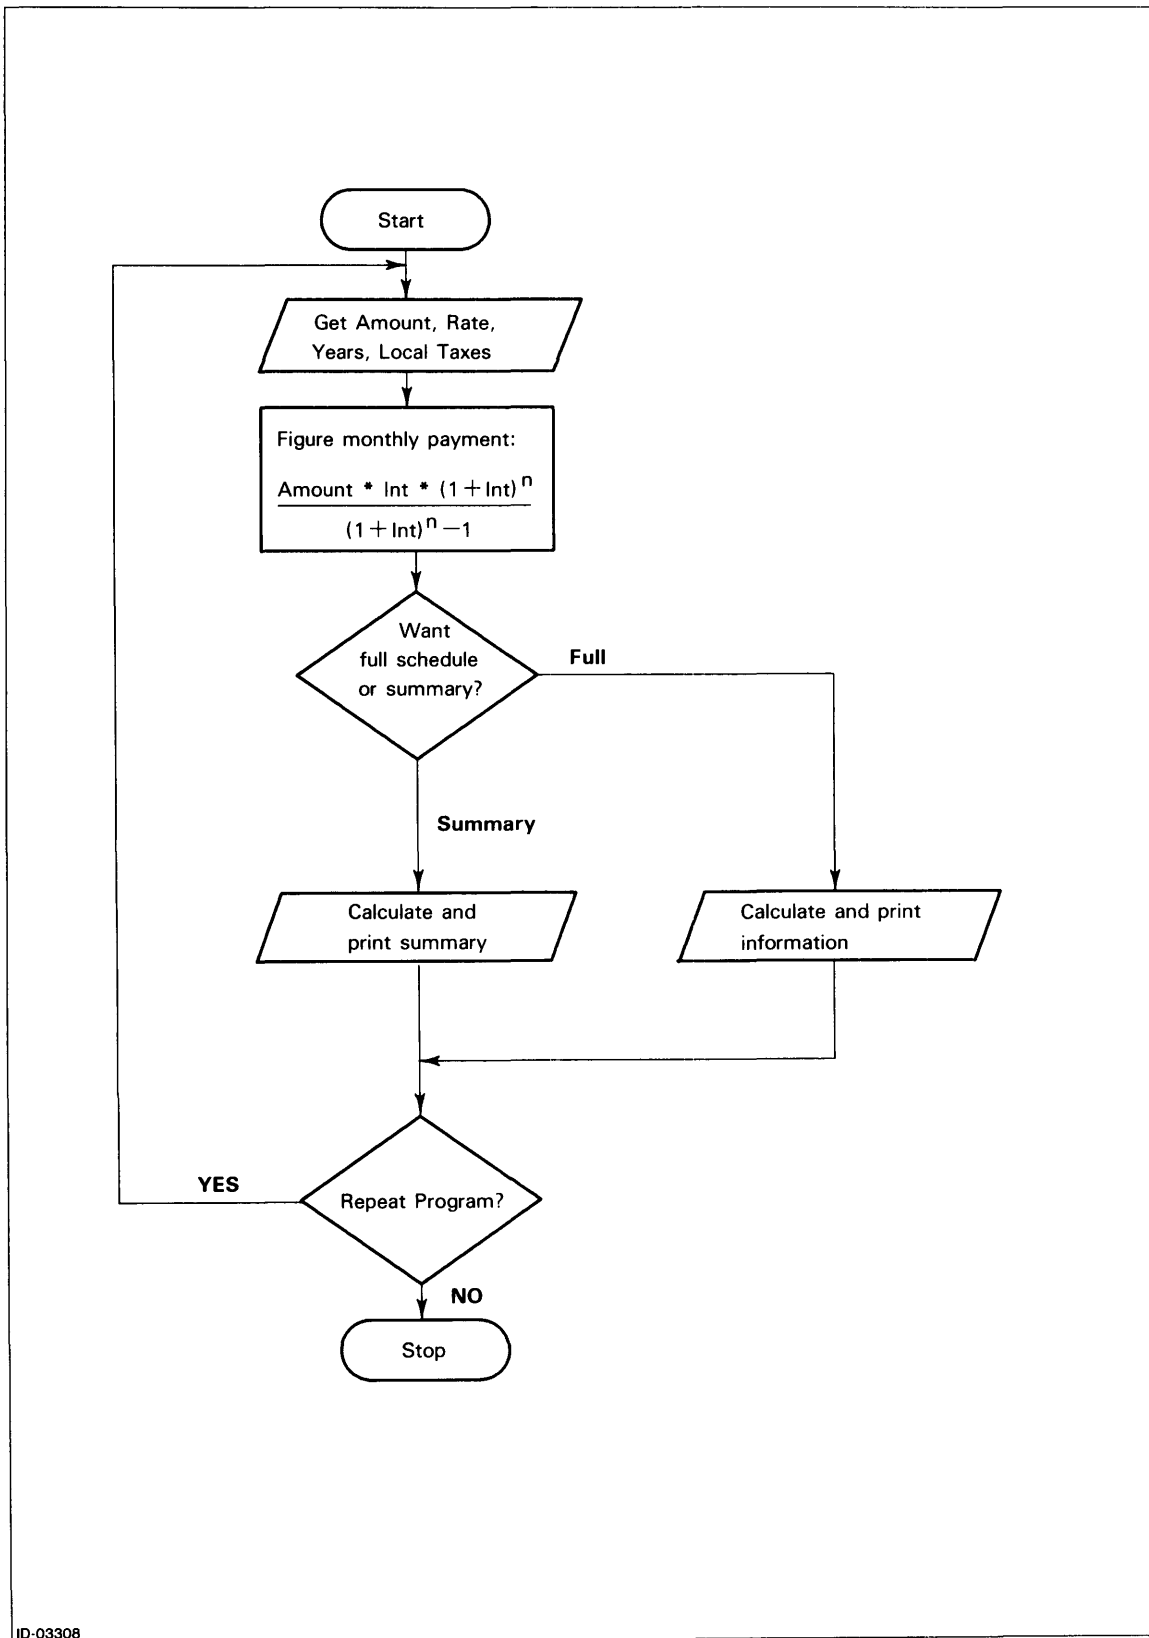 Start
Get Amount, Rate,
Years, Local Taxes
Figure monthly payment:
Amount * Int * (1 + Int)^n
(1 + Int)^n —1
Want
full schedule
or summary?
Full
Summary
Calculate and
print summary
Calculate and print
information
YES
Repeat Program?
NO
Stop
ID-03308